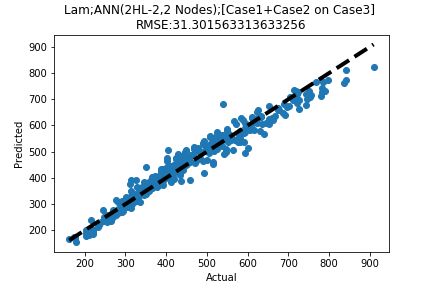 Lam;ANN(2HL-2,2 Nodes);[Case1+Case2 on Case3]
RMSE:31.301563313633256
900
800
700
600
500
400
300
200
Predicted
200 300 400 500 600 700 800 900
Actual